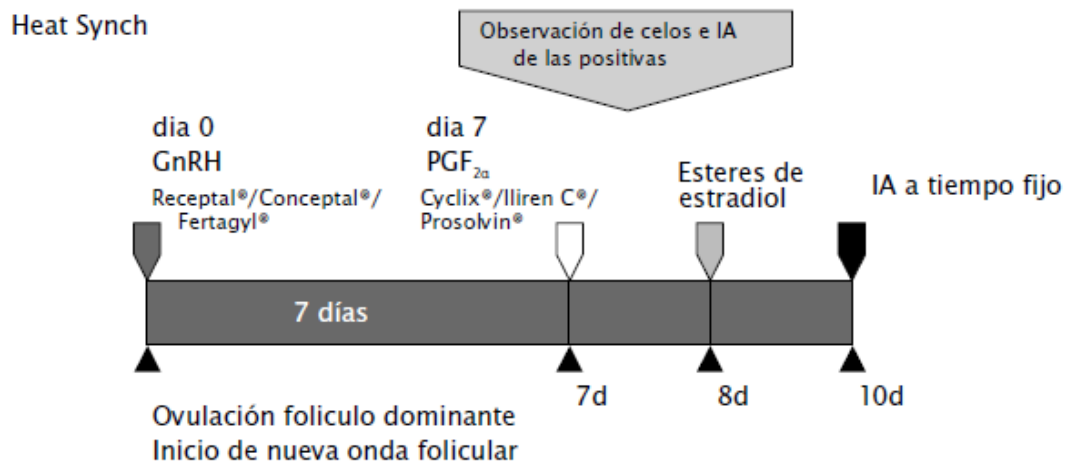 Heat Synch
Observación de celos e IA
de las positivas
dia 0
GnRH
Receptal®/Conceptal®/
Fertagyl®
dia 7
PGF2α
Cyclix®/Iliren C®/
Prosolvin®
Esteres de
estradiol
IA a tiempo fijo
7 días
7d
8d
10d
Ovulación foliculo dominante
Inicio de nueva onda folicular